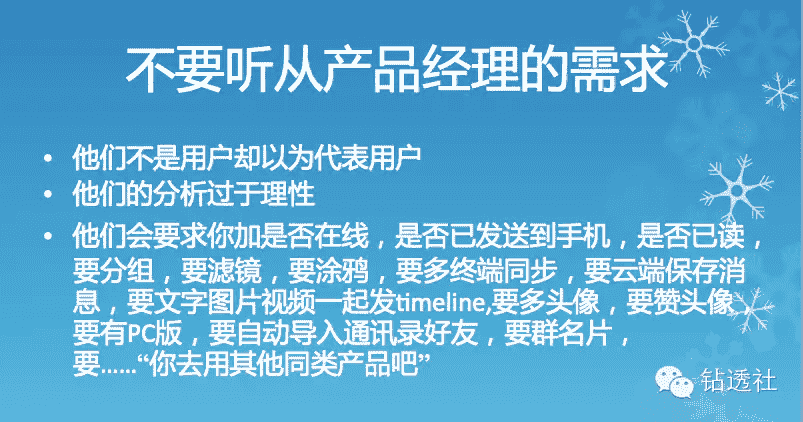 不要听从产品经理的需求
• 他们不是用户却以为代表用户
• 他们的分析过于理性
• 他们会要求你加是否在线，是否已发送到手机，是否已读，
要分组，要滤镜，要涂鸦，要多终端同步，要云端保存消
息，要文字图片视频一起发timeline,要多头像，要赞头像，
要有PC版，要自动导入通讯录好友，要群名片，
要……“你去用其他同类产品吧”
钻透社